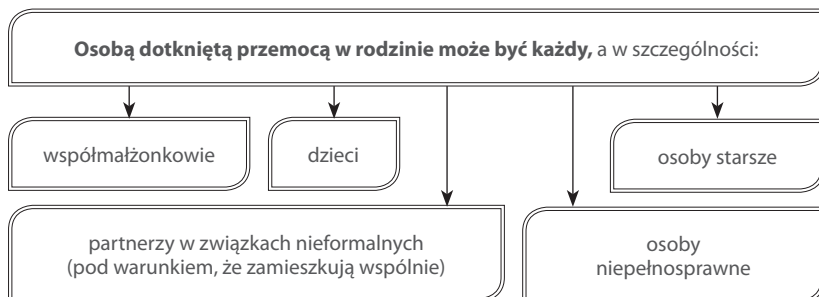 Osobą dotkniętą przemocą w rodzinie może być każdy, a w szczególności:
współmałżonkowie
dzieci
osoby starsze
partnerzy w związkach nieformalnych
(pod warunkiem, że zamieszkują wspólnie)
osoby
niepełnosprawne